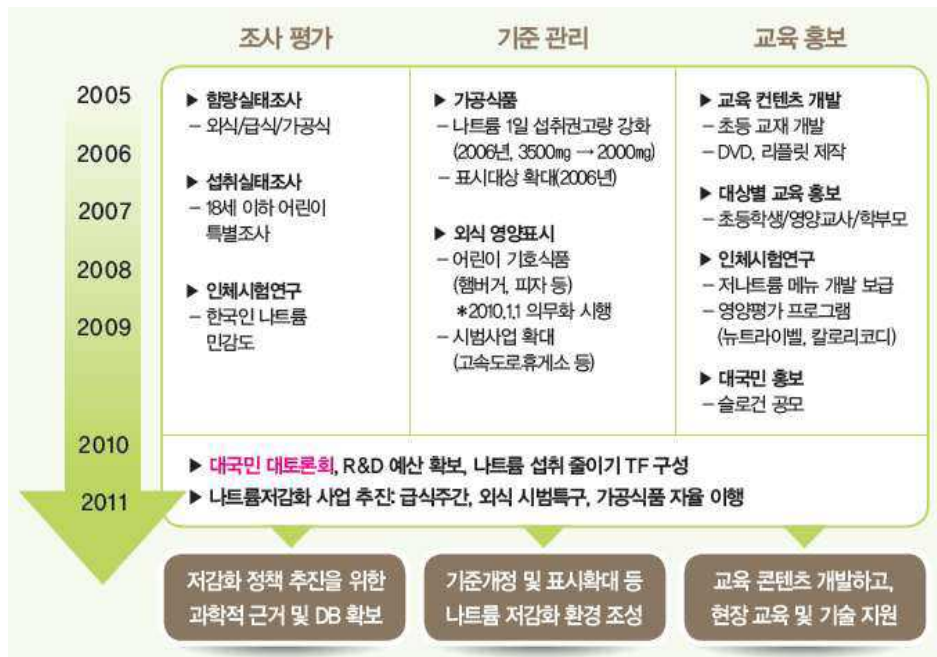 조사 평가
기준 관리
교육 홍보
2005
2006
2007
2008
2009
2010
2011
▶ 함량실태조사
– 외식/급식/가공식
▶ 섭취실태조사
– 18세 이하 어린이
특별조사
▶ 인체시험연구
– 한국인 나트륨
민감도
▶ 가공식품
– 나트륨 1일 섭취권고량 강화
(2006년, 3500㎎ → 2000㎎)
– 표시대상 확대(2006년)
▶ 외식 영양표시
– 어린이 기호식품
(햄버거, 피자 등)
*2010.1.1 의무화 시행
– 시범사업 확대
(고속도로휴게소 등)
▶ 교육 컨텐츠 개발
– 초등 교재 개발
– DVD, 리플릿 제작
▶ 대상별 교육 홍보
– 초등학생/영양교사/학부모
▶ 인체시험연구
– 저나트륨 메뉴 개발 보급
– 영양평가 프로그램
(뉴트라이벨, 칼로리코디)
▶ 대국민 홍보
– 슬로건 공모
▶ 대국민 대토론회, R&D 예산 확보, 나트륨 섭취 줄이기 TF 구성
▶ 나트륨저감화 사업 추진: 급식주간, 외식 시범특구, 가공식품 자율 이행
저감화 정책 추진을 위한
과학적 근거 및 DB 확보
기준개정 및 표시확대 등
나트륨 저감화 환경 조성
교육 콘텐츠 개발하고,
현장 교육 및 기술 지원